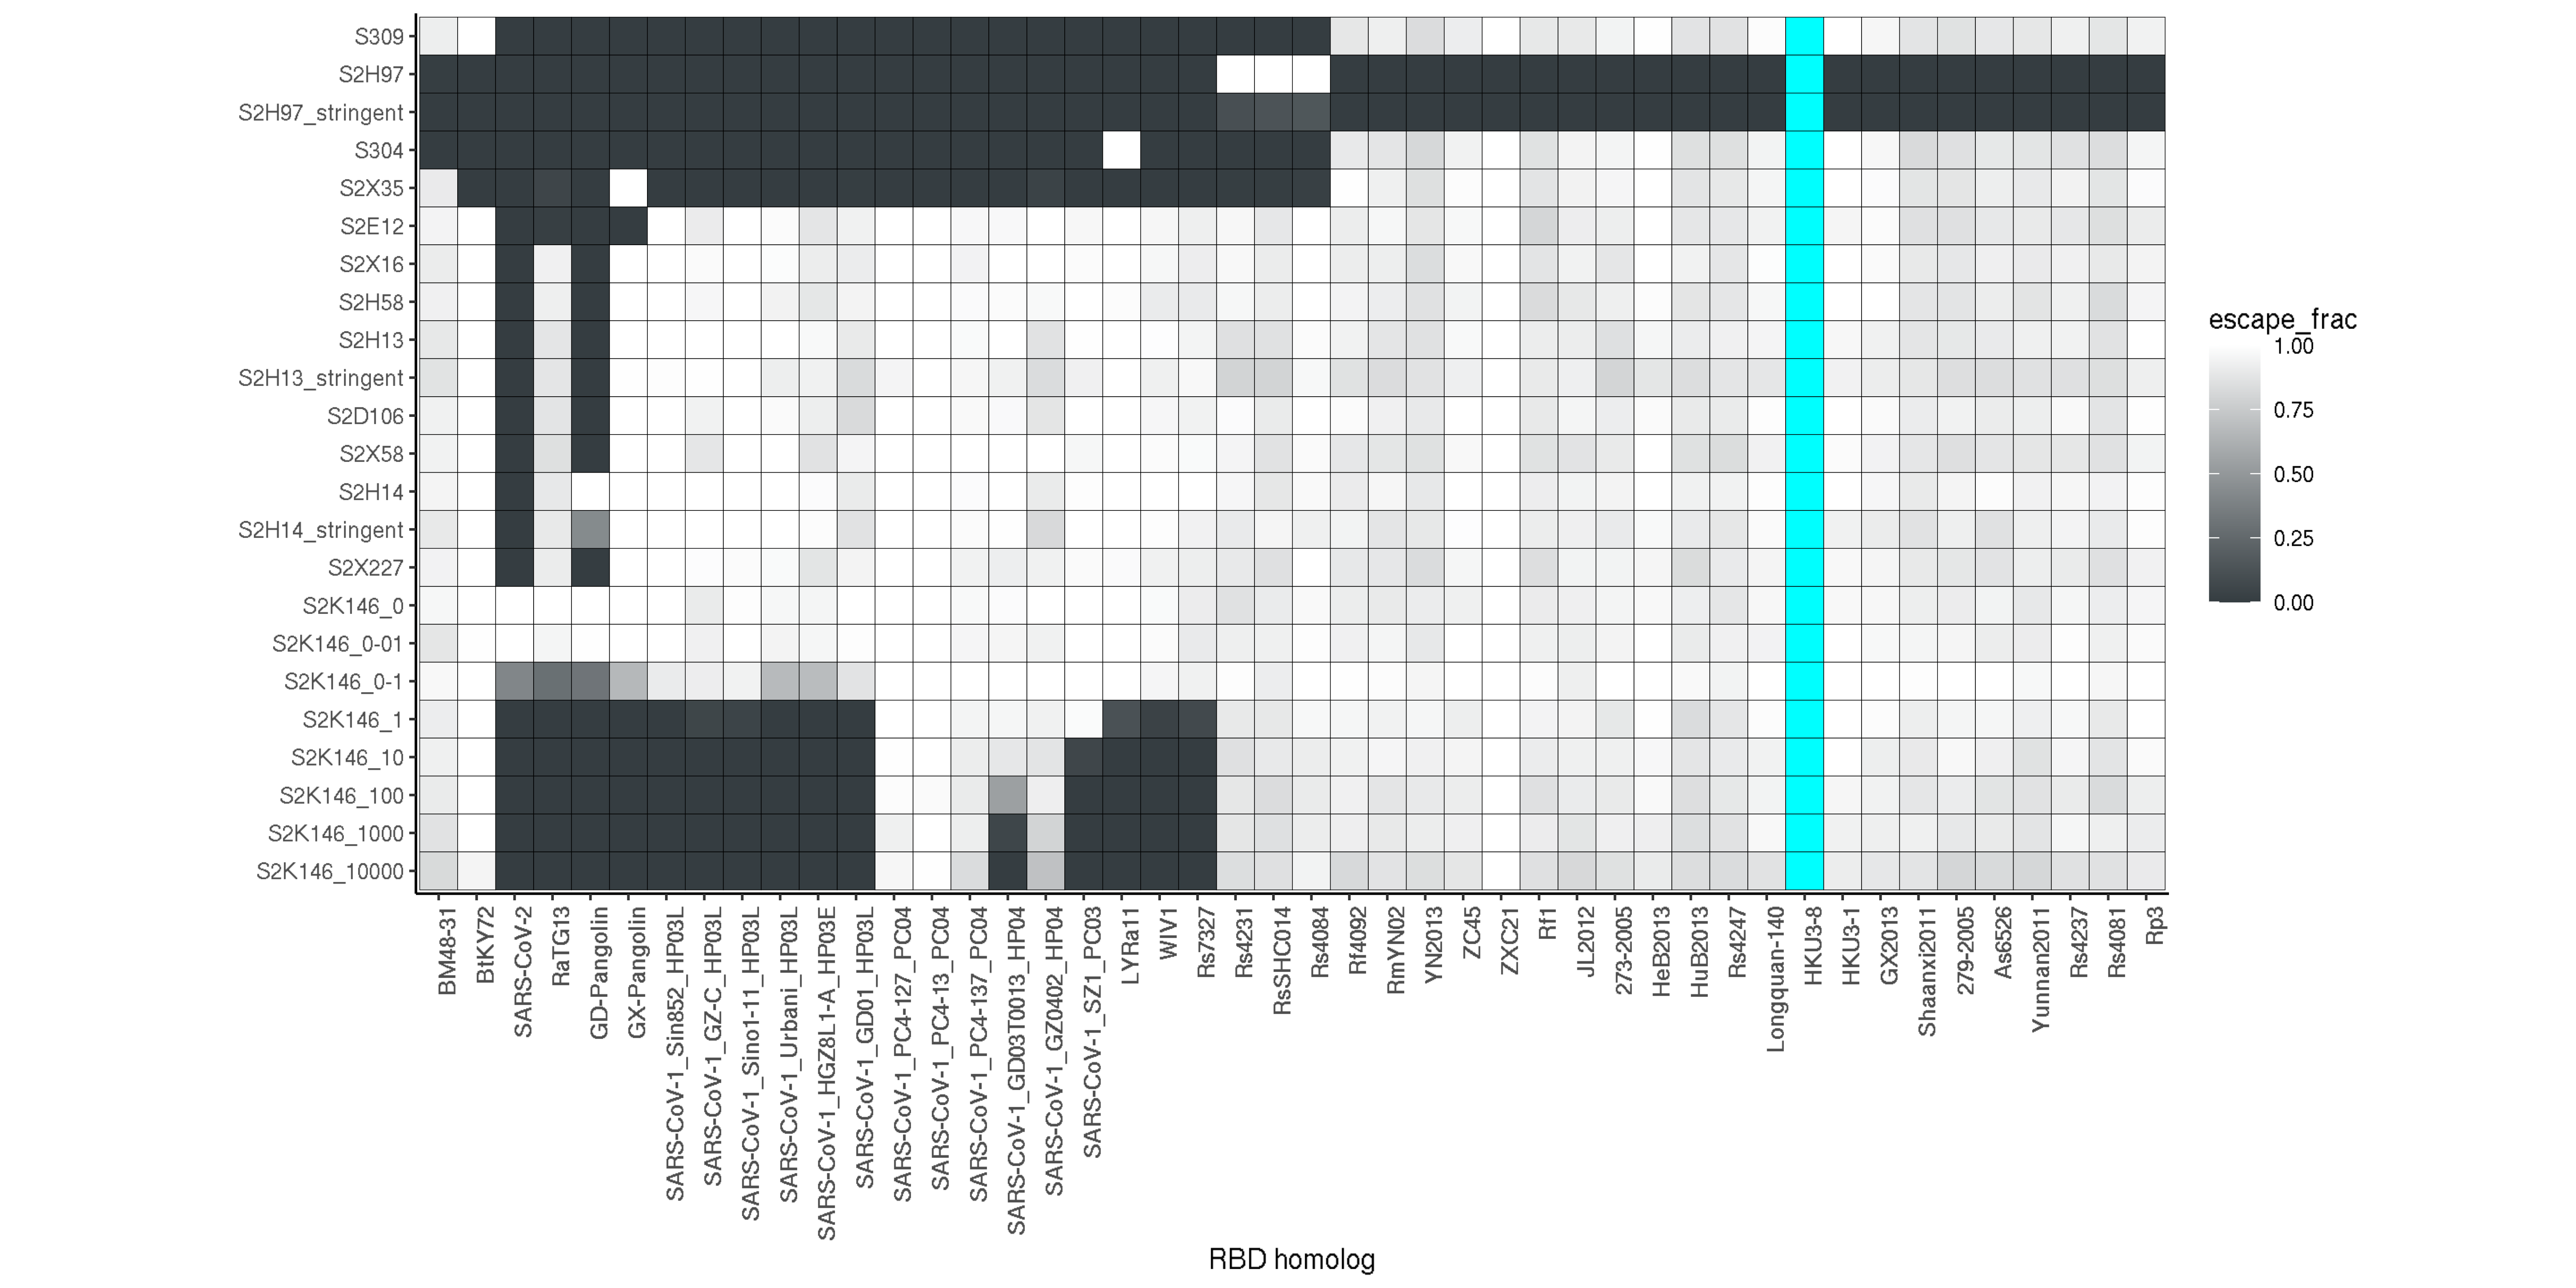 S309
S2H97
S2H97_stringent
S304
S2X35
S2E12
S2X16
S2H58
S2H13
S2H13_stringent
S2D106
S2X58
S2H14
S2H14_stringent
S2X227
S2K146_0
S2K146_0-01
S2K146_0-1
S2K146_1
S2K146_10
S2K146_100
S2K146_1000
S2K146_10000
BM48-31
BtKY72
SARS-CoV-2
RaTG13
GD-Pangolin
GX-Pangolin
SARS-CoV-1_Sin852_HP03L
SARS-CoV-1_GZ-C_HP03L
SARS-CoV-1_Sino1-11_HP03L
SARS-CoV-1_Urbani_HP03L
SARS-CoV-1_HGZ8L1-A_HP03E
SARS-CoV-1_GD01_HP03L
SARS-CoV-1_PC4-127_PC04
SARS-CoV-1_PC4-13_PC04
SARS-CoV-1_PC4-137_PC04
SARS-CoV-1_GD03T0013_HP04
SARS-CoV-1_GZ0402_HP04
SARS-CoV-1_SZ1_PC03
LYRa11
WIV1
Rs7327
Rs4231
RsSHC014
Rs4084
Rf4092
RmYN02
YN2013
ZC45
ZXC21
Rf1
JL2012
273-2005
HeB2013
HuB2013
Rs4247
Longquan-140
HKU3-8
HKU3-1
GX2013
Shaanxi2011
279-2005
As6526
Yunnan2011
Rs4237
Rs4081
Rp3
RBD homolog
escape_frac
1.00
0.75
0.50
0.25
0.00